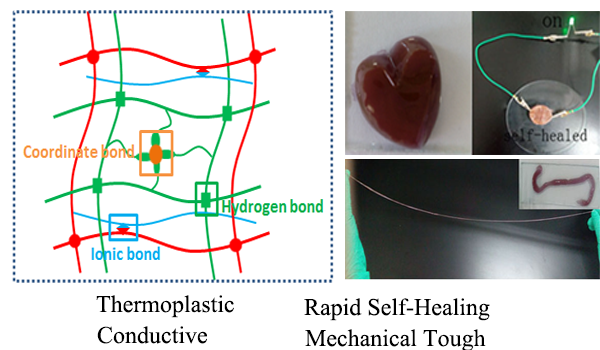 on
self-healed
Coordinate bond
Hydrogen bond
Ionic bond
Thermoplastic
Rapid Self-Healing
Conductive
Mechanical Tough